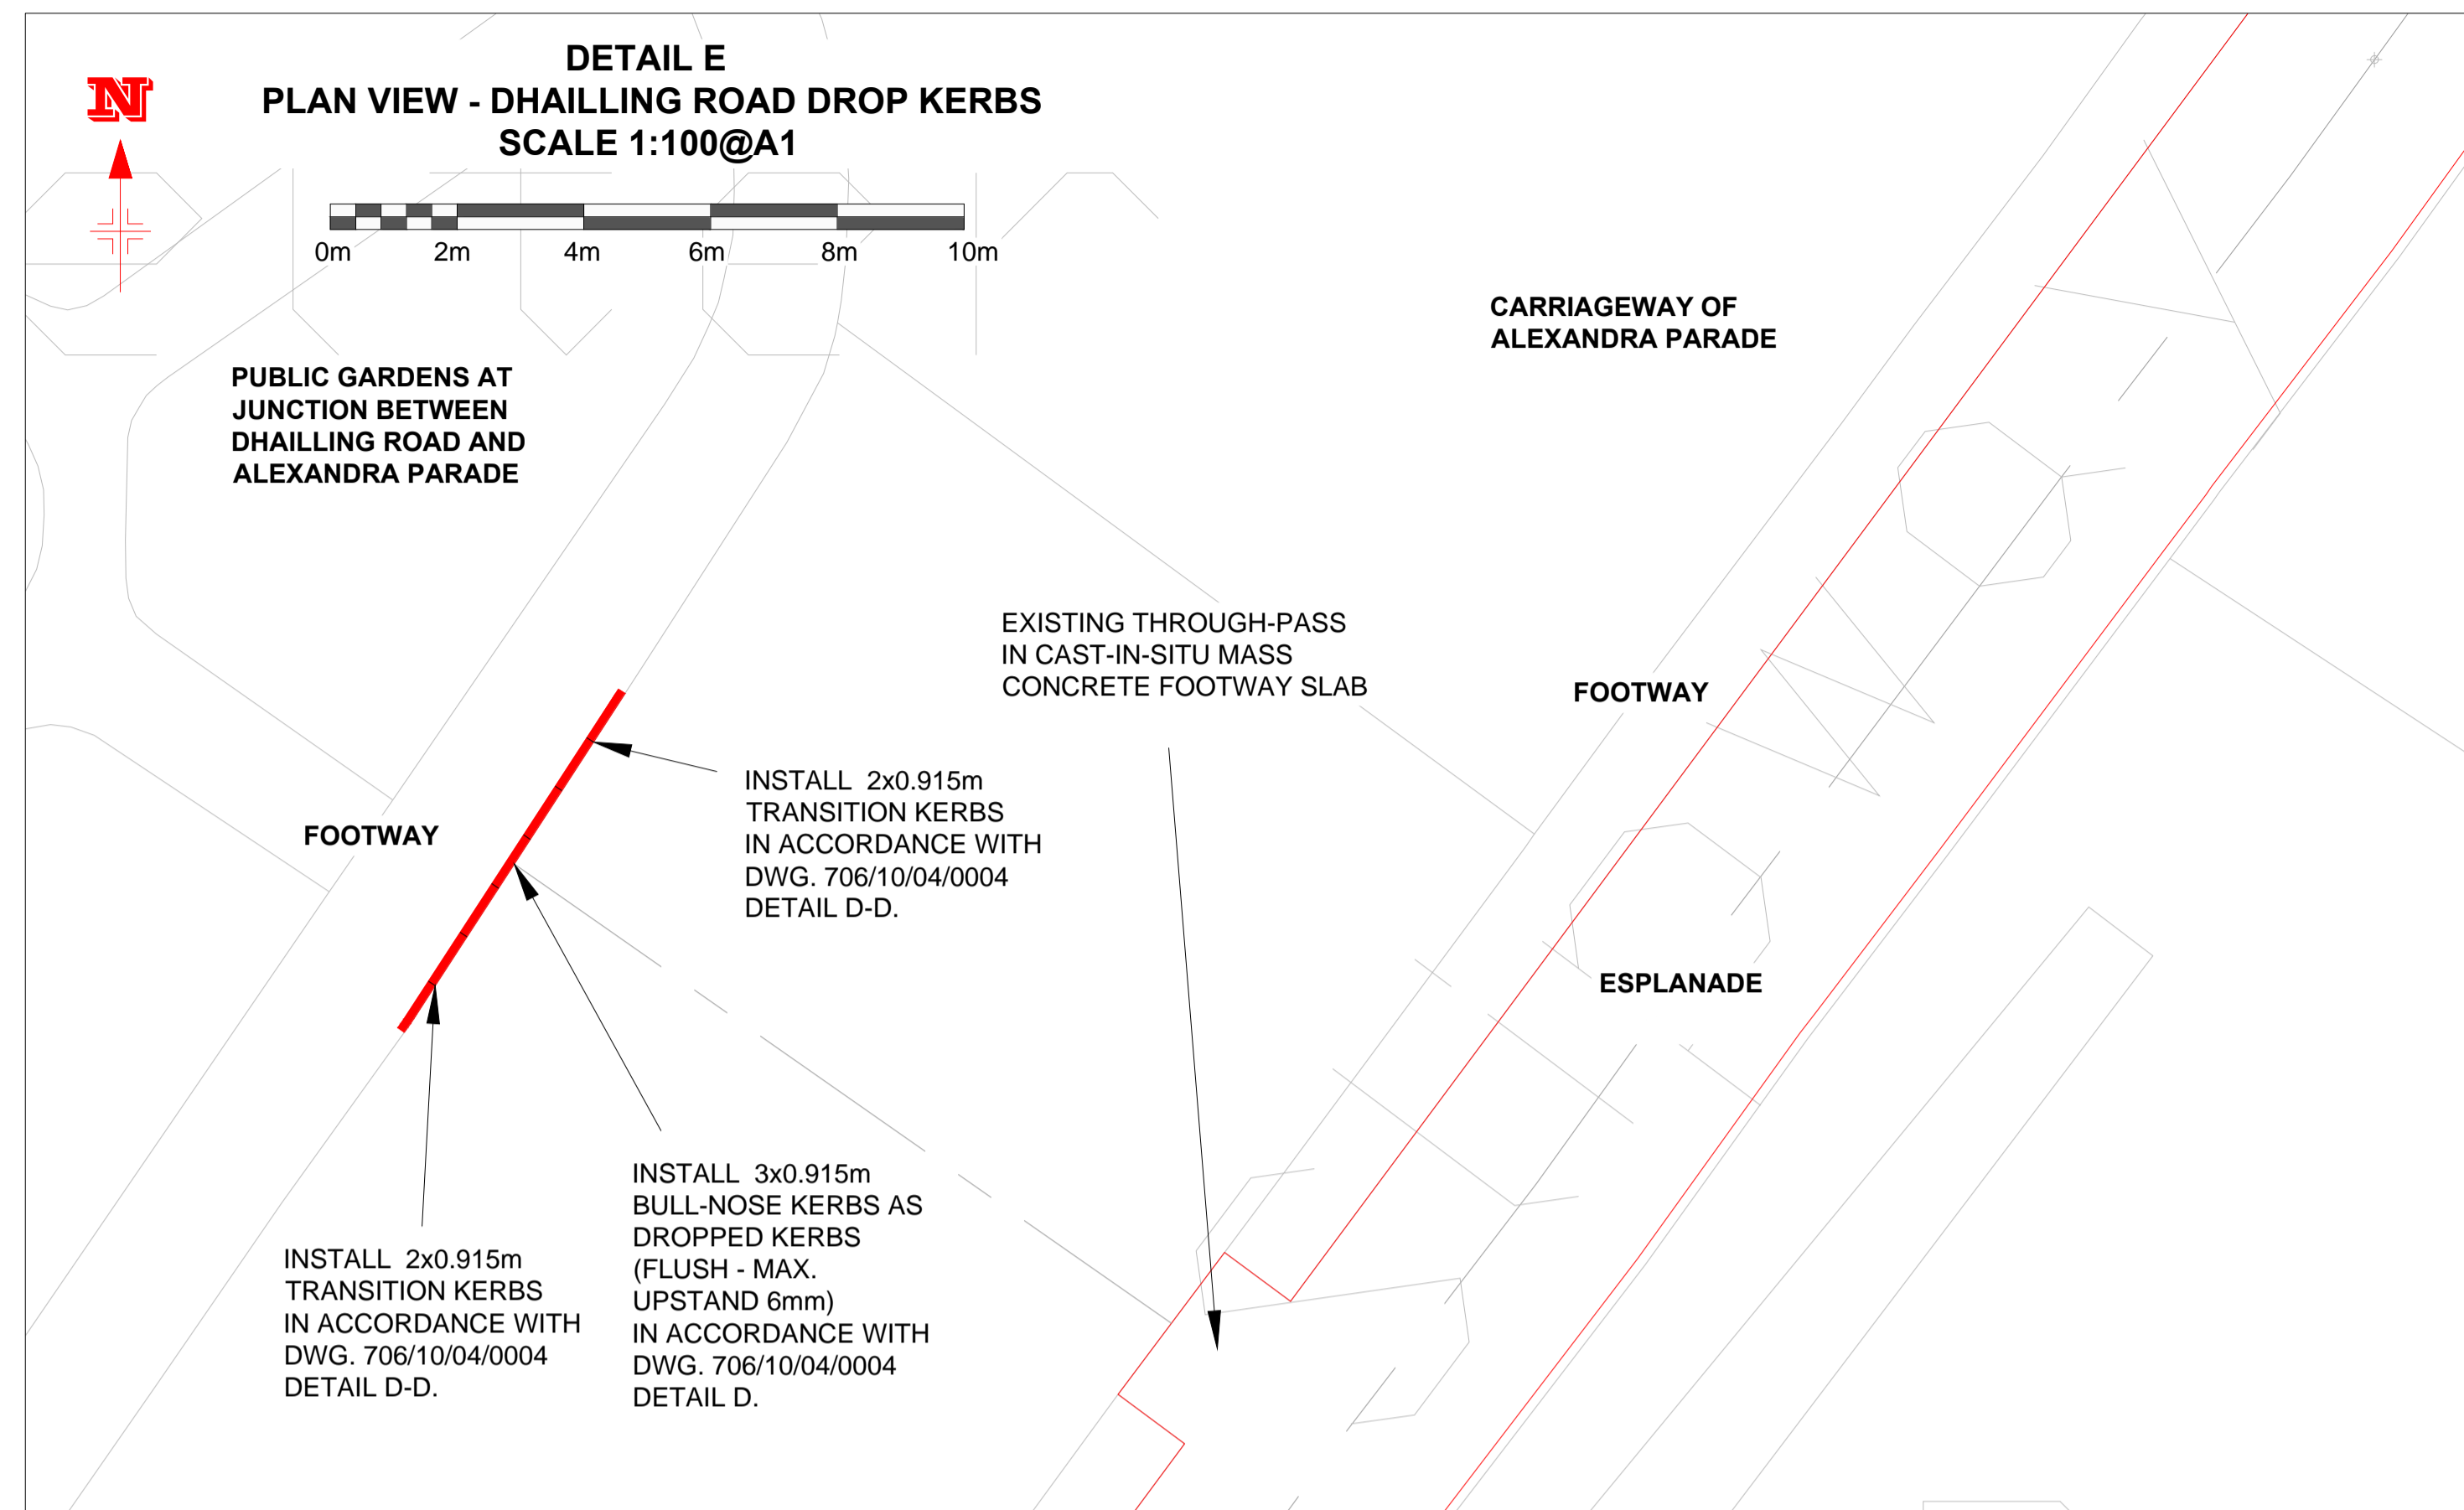 DETAIL E
PLAN VIEW - DHAILLING ROAD DROP KERBS
SCALE 1:100@A1
N
0m 2m 4m 6m 8m 10m
CARRIAGEWAY OF
ALEXANDRA PARADE
PUBLIC GARDENS AT
JUNCTION BETWEEN
DHAILLING ROAD AND
ALEXANDRA PARADE
EXISTING THROUGH-PASS
IN CAST-IN-SITU MASS
CONCRETE FOOTWAY SLAB
FOOTWAY
INSTALL 2x0.915m
TRANSITION KERBS
IN ACCORDANCE WITH
DWG. 706/10/04/0004
DETAIL D-D.
FOOTWAY
ESPLANADE
INSTALL 3x0.915m
BULL-NOSE KERBS AS
DROPPED KERBS
(FLUSH - MAX.
UPSTAND 6mm)
IN ACCORDANCE WITH
DWG. 706/10/04/0004
DETAIL D.
INSTALL 2x0.915m
TRANSITION KERBS
IN ACCORDANCE WITH
DWG. 706/10/04/0004
DETAIL D-D.